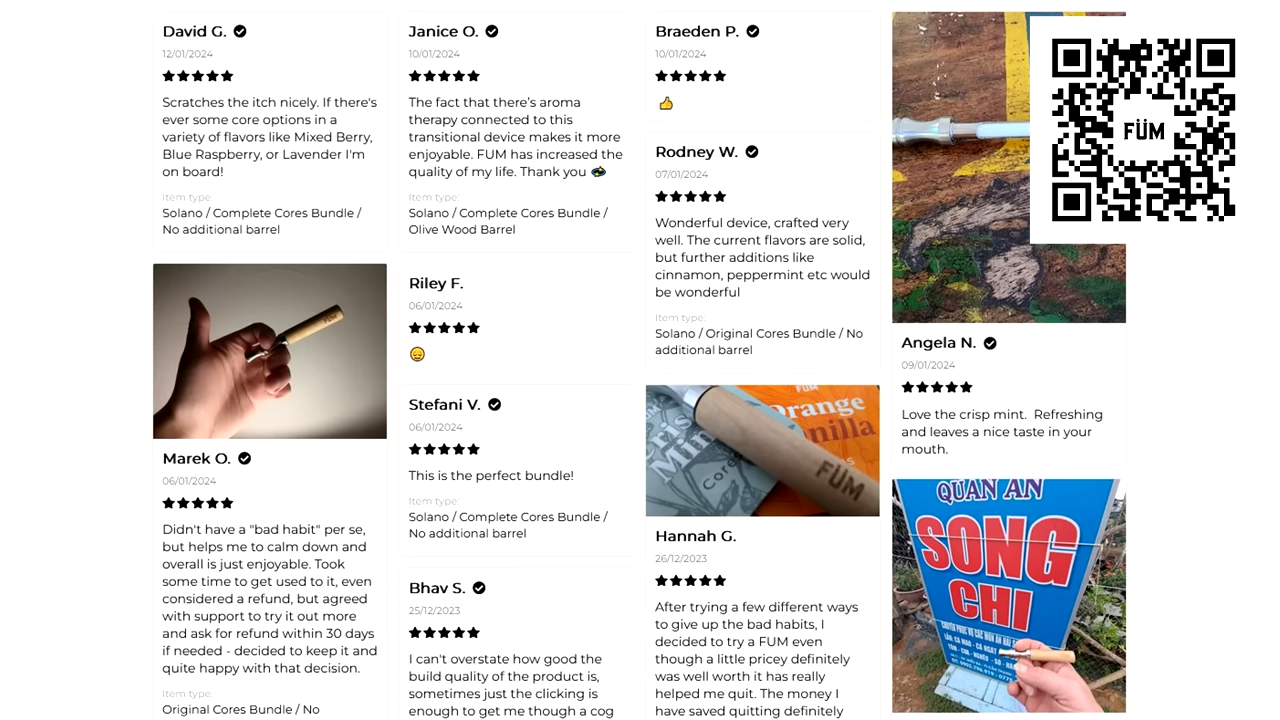 David G.
12/01/2024
Scratches the itch nicely. If there's
ever some core options in a
variety of flavors like Mixed Berry,
Blue Raspberry, or Lavender I'm
on board!
Item type:
Solano / Complete Cores Bundle /
No additional barrel
FÜM
Marek O.
06/01/2024
Didn't have a "bad habit" per se,
but helps me to calm down and
overall is just enjoyable. Took
some time to get used to it, even
considered a refund, but agreed
with support to try it out more
and ask for refund within 30 days
if needed - decided to keep it and
quite happy with that decision.
Item type:
Original Cores Bundle / No
Janice O.
10/01/2024
The fact that there’s aroma
therapy connected to this
transitional device makes it more
enjoyable. FUM has increased the
quality of my life. Thank you
Item type:
Solano / Complete Cores Bundle /
Olive Wood Barrel
Riley F.
06/01/2024
Stefani V.
06/01/2024
This is the perfect bundle!
Item type:
Solano / Complete Cores Bundle /
No additional barrel
Bhav S.
25/12/2023
I can't overstate how good the
build quality of the product is,
sometimes just the clicking is
enough to get me though a cog
Braeden P.
10/01/2024
👍
Rodney W.
07/01/2024
Wonderful device, crafted very
well. The current flavors are solid,
but further additions like
cinnamon, peppermint etc would
be wonderful
Item type:
Solano / Original Cores Bundle / No
additional barrel
FÜM
Orange
nilla
Min
Core
FÜM
Hannah G.
26/12/2023
After trying a few different ways
to give up the bad habits, I
decided to try a FUM even
though a little pricey definitely
was well worth it has really
helped me quit. The money I
have saved quitting definitely
FÜM
Angela N.
09/01/2024
Love the crisp mint.  Refreshing
and leaves a nice taste in your
mouth.
QUÁN ĂN
SONG
CHI